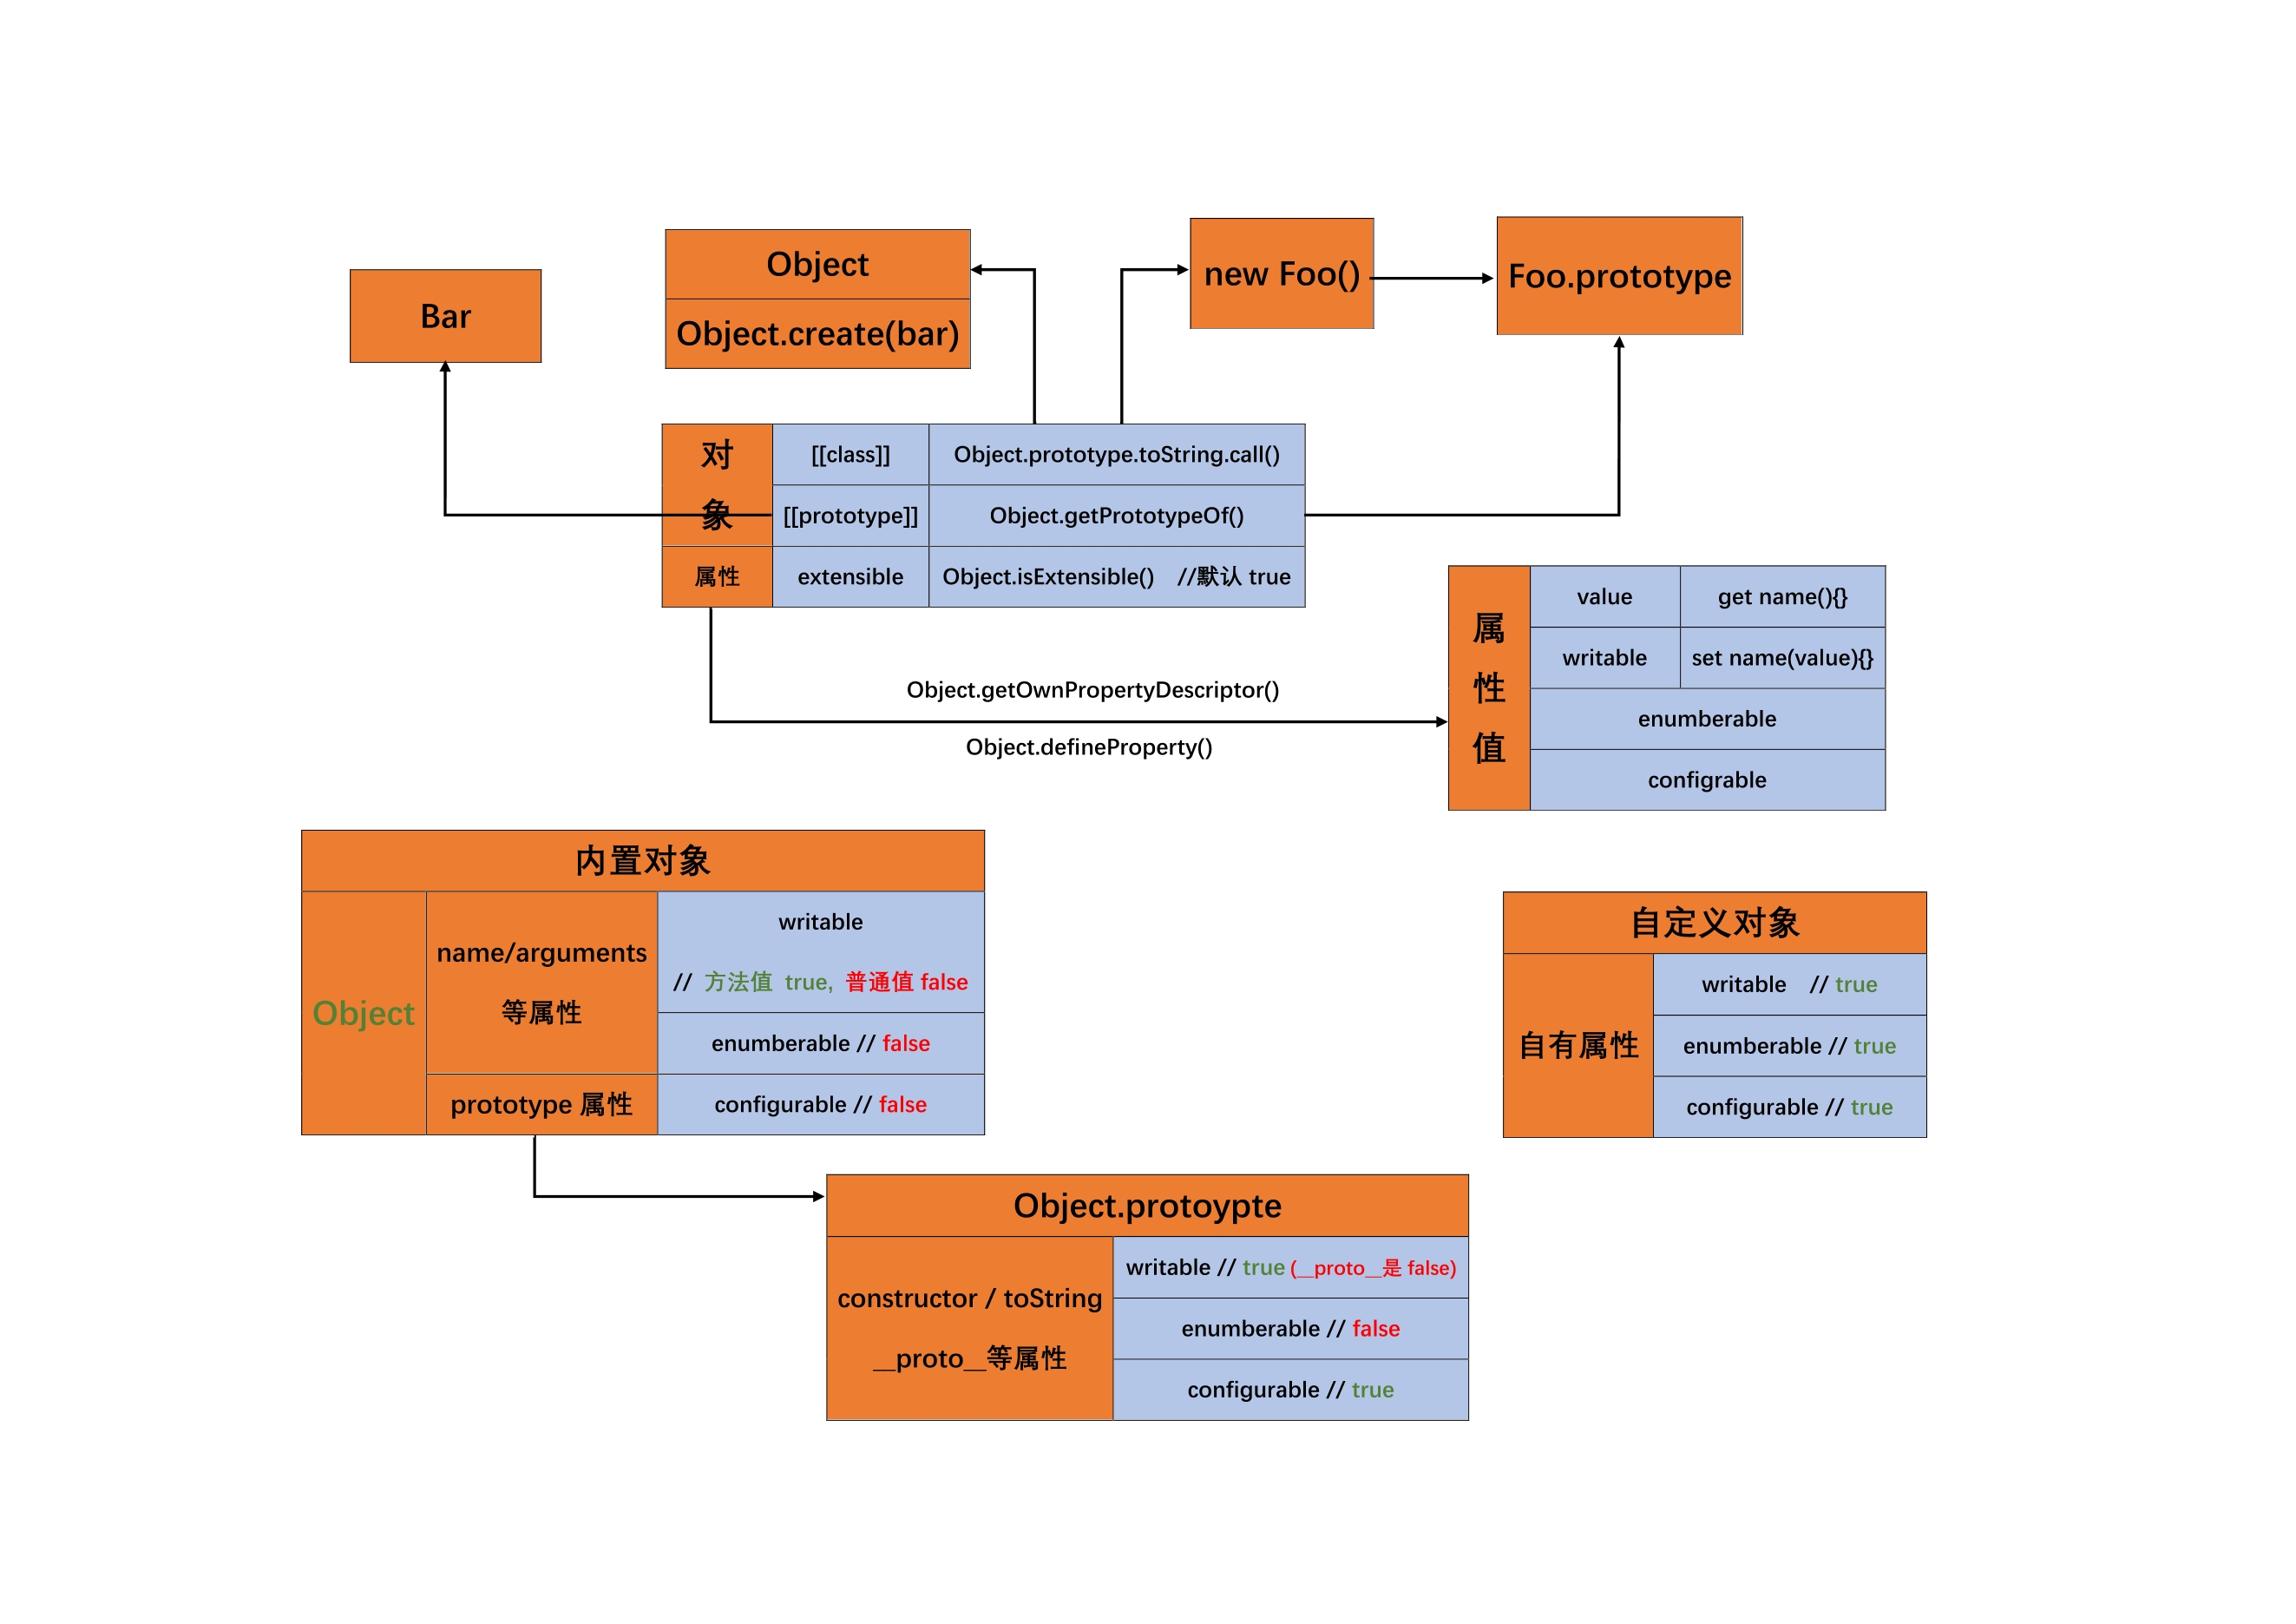 Bar
Object
Object.create(bar)
new Foo()
Foo.prototype
对
象
[[class]]
Object.prototype.toString.call()
[[prototype]]
Object.getPrototypeOf()
属性
extensible
Object.isExtensible() //默认 true
Object.getOwnPropertyDescriptor()
Object.defineProperty()
属
性
值
value
get name(){}
writable
set name(value){}
enumberable
configrable
内置对象
Object
name/arguments
等属性
writable
// 方法值 true, 普通值 false
enumberable // false
prototype 属性
configurable // false
自定义对象
自有属性
writable // true
enumberable // true
configurable // true
Object.protoypte
constructor / toString
__proto__等属性
writable // true (__proto__是 false)
enumberable // false
configurable // true